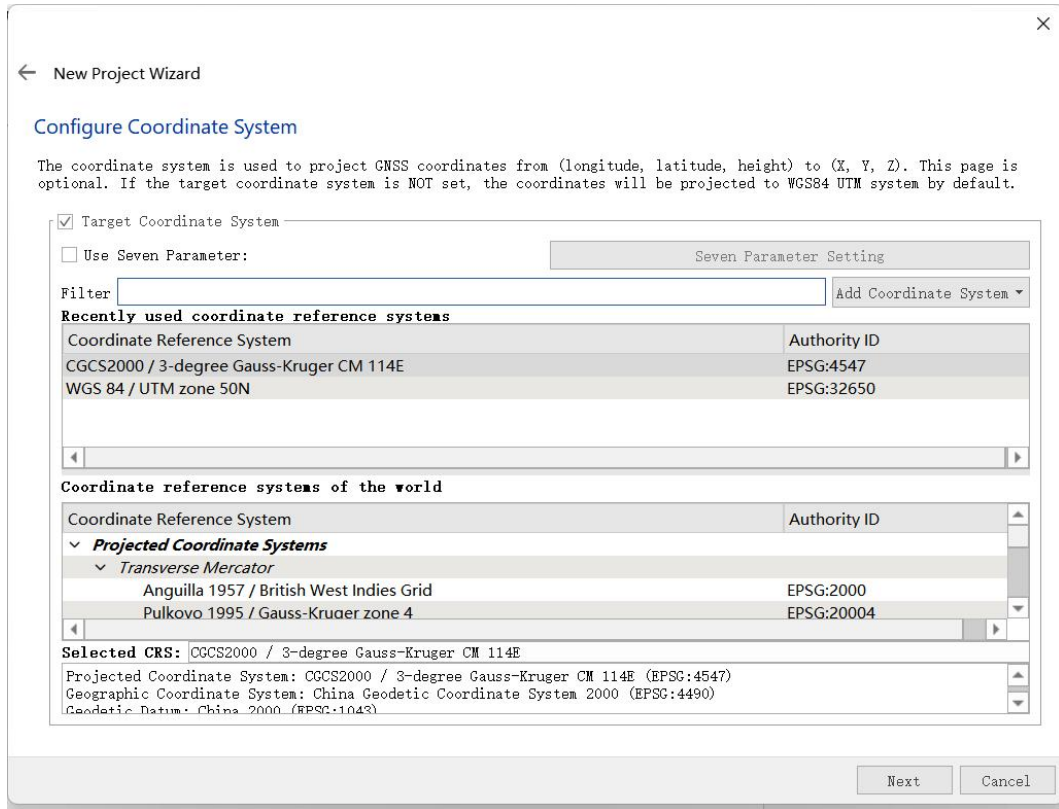 New Project Wizard
Configure Coordinate System
The coordinate system is used to project GNSS coordinates from (longitude, latitude, height) to (X, Y, Z). This page is
optional. If the target coordinate system is NOT set, the coordinates will be projected to WGS84 UTM system by default.
Target Coordinate System
Use Seven Parameter: Seven Parameter Setting
Filter Add Coordinate System
Recently used coordinate reference systems
Coordinate Reference System Authority ID
CGCS2000 / 3-degree Gauss-Kruger CM 114E EPSG:4547
WGS 84 / UTM zone 50N EPSG:32650
Coordinate reference systems of the world
Coordinate Reference System Authority ID
Projected Coordinate Systems
Transverse Mercator
Anguilla 1957 / British West Indies Grid EPSG:2000
Pulkovo 1995 / Gauss-Kruger zone 4 EPSG:20004
Selected CRS: CGCS2000 / 3-degree Gauss-Kruger CM 114E
Projected Coordinate System: CGCS2000 / 3-degree Gauss-Kruger CM 114E (EPSG:4547)
Geographic Coordinate System: China Geodetic Coordinate System 2000 (EPSG:4490)
Geodetic Datum: China 2000 (EPSG:1043)
Next Cancel